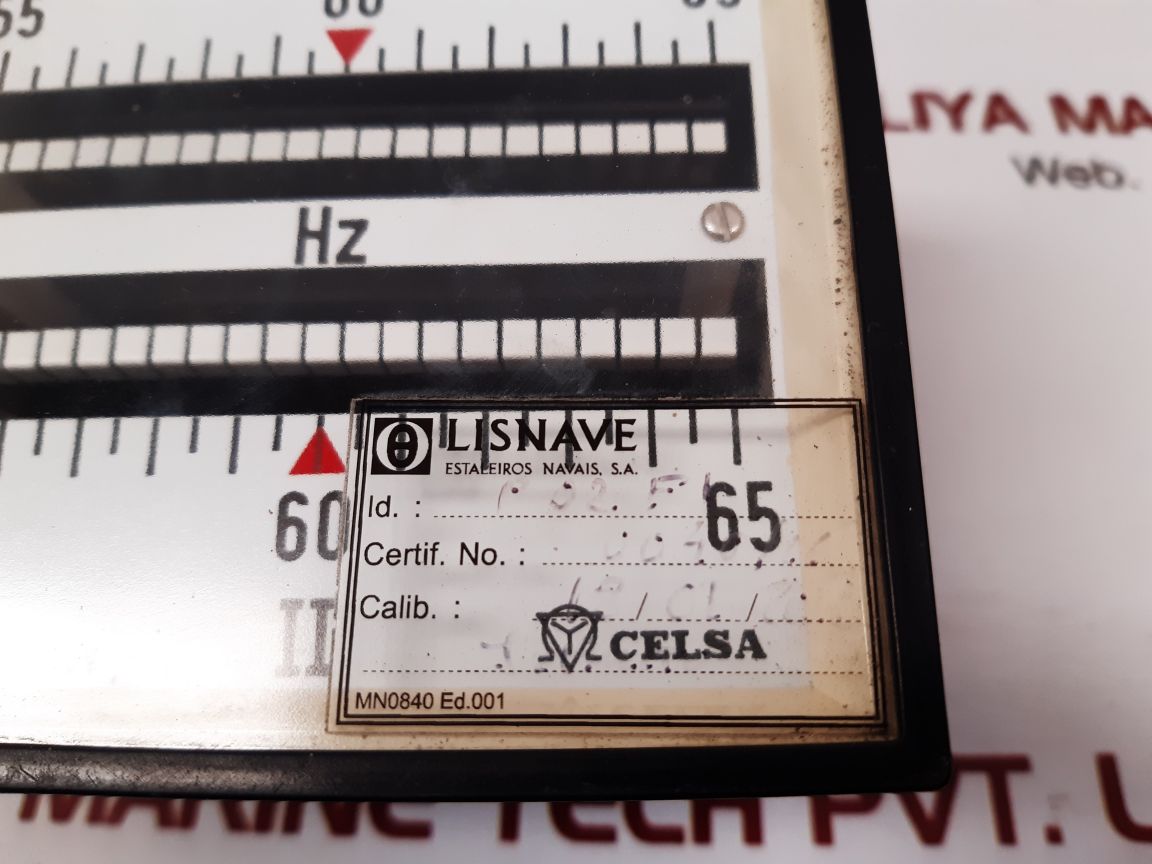 55 60 65
LIYA MA
Web.
Hz
LISNAVE
ESTALEIROS NAVAIS, S.A.
Id. :
60 65
Certif. No. :
Calib. :
CELSA
MN0840 Ed.001
MARINE TECH PVT.